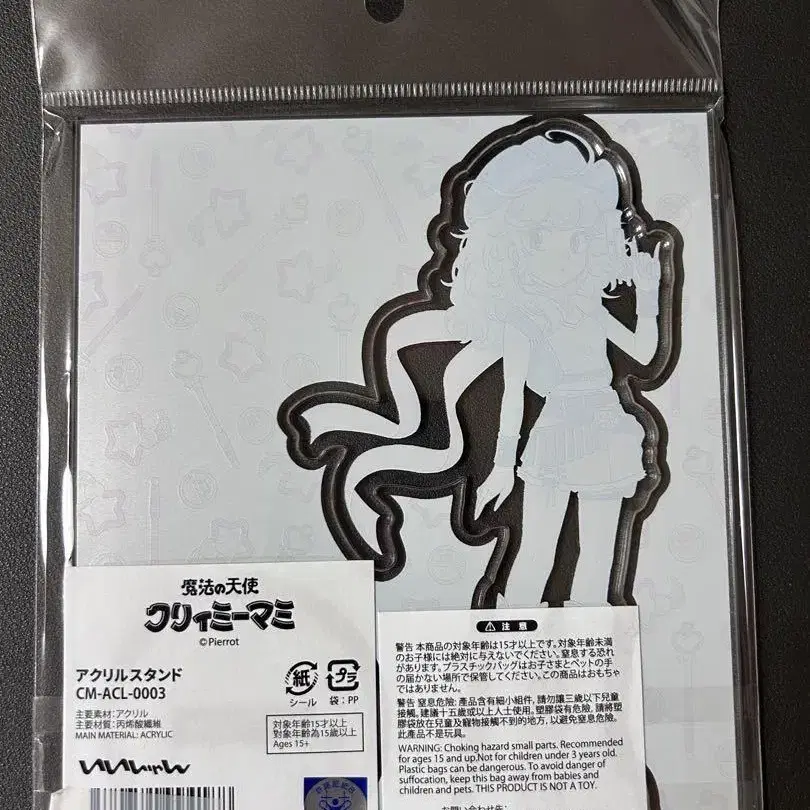 魔法の天使
クリィミーマミ
©Pierrot
アクリルスタンド
CM-ACL-0003
紙
シール
プラ
袋:PP
主要素材:アクリル
主要材質:丙烯酸纖維
MAIN MATERIAL: ACRYLIC
対象年齢15才以上
對象年齡為15歲以上
Ages 15+
注意
警告 本商品の対象年齢は15才以上です。対象年齢未満
のお子様には絶対に与えないでください。窒息する恐れ
があります。プラスチックバッグはお子さまとペットの手
の届かない場所で保管してください。この商品はおもちゃ
ではありません。
警告 窒息危險: 產品含有細小組件, 請勿讓三歲以下兒童
接觸。建議十五歲或以上人士使用。塑膠袋有危險, 請將塑
膠袋放在兒童及寵物接觸不到的地方, 以避免窒息危險。
此產品不是玩具。
WARNING: Choking hazard small parts. Recommended
for ages 15 and up.Not for children under 3 years old.
Plastic bags can be dangerous. To avoid danger of
suffocation, keep this bag away from babies and
children and pets. THIS PRODUCT IS NOT A TOY.